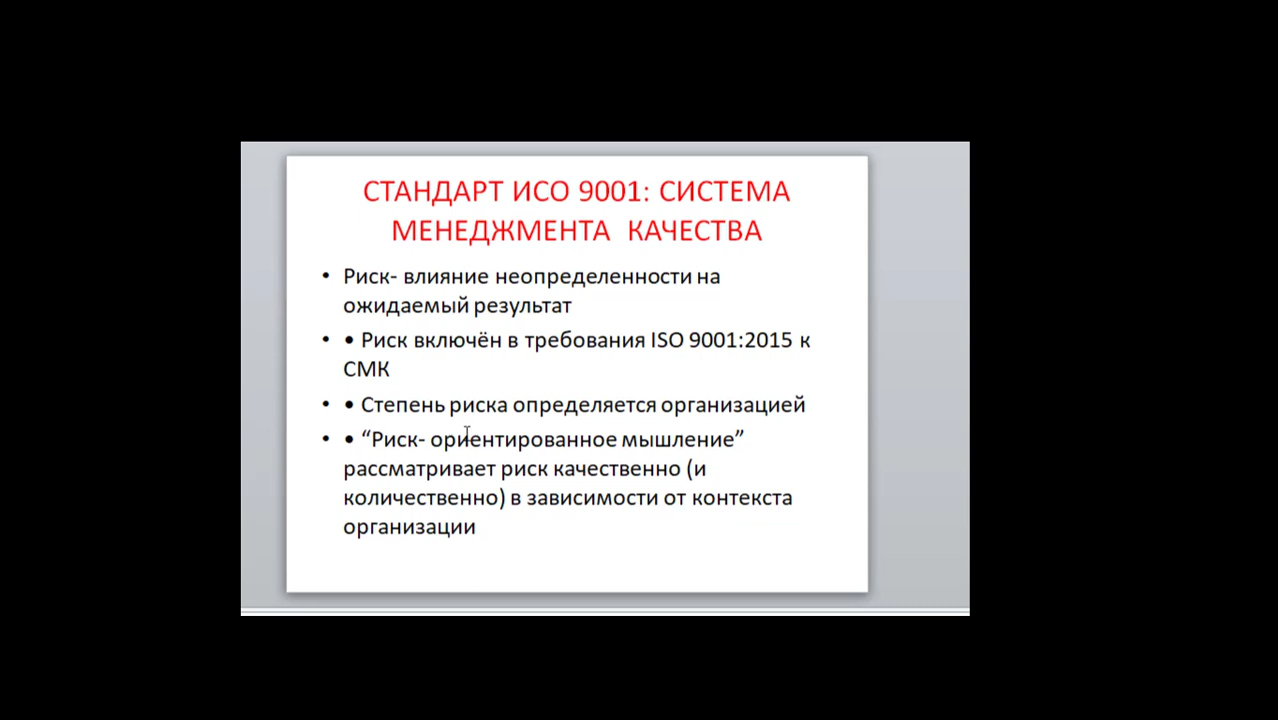 СТАНДАРТ ИСО 9001: СИСТЕМА
МЕНЕДЖМЕНТА КАЧЕСТВА
• Риск- влияние неопределенности на
ожидаемый результат
• • Риск включён в требования ISO 9001:2015 к
СМК
• • Степень риска определяется организацией
• • “Риск- ориентированное мышление”
рассматривает риск качественно (и
количественно) в зависимости от контекста
организации